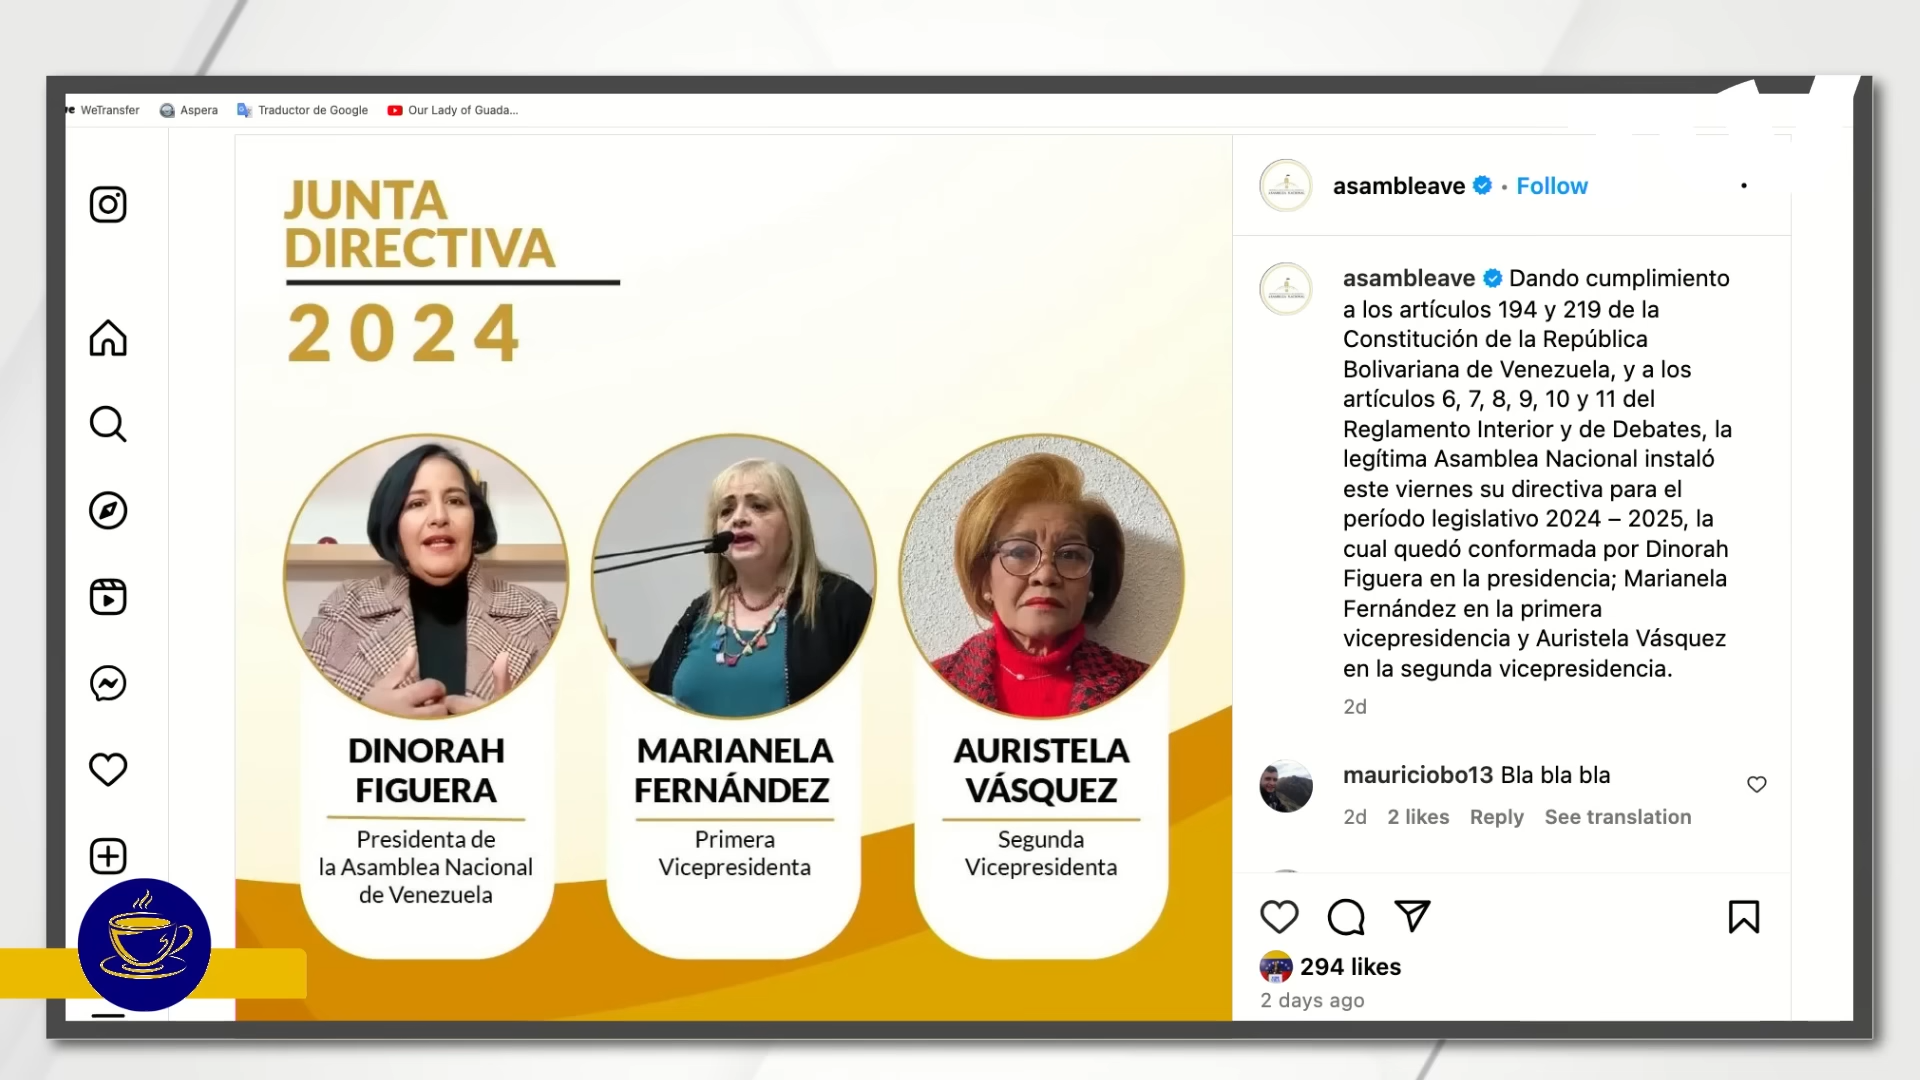 WeTransfer
Aspera
Traductor de Google
Our Lady of Guada...
JUNTA
DIRECTIVA
2024
DINORAH
FIGUERA
Presidenta de
la Asamblea Nacional
de Venezuela
MARIANELA
FERNÁNDEZ
Primera
Vicepresidenta
AURISTELA
VÁSQUEZ
Segunda
Vicepresidenta
asambleave • Follow
asambleave Dando cumplimiento
a los artículos 194 y 219 de la
Constitución de la República
Bolivariana de Venezuela, y a los
artículos 6, 7, 8, 9, 10 y 11 del
Reglamento Interior y de Debates, la
legítima Asamblea Nacional instaló
este viernes su directiva para el
período legislativo 2024 – 2025, la
cual quedó conformada por Dinorah
Figuera en la presidencia; Marianela
Fernández en la primera
vicepresidencia y Auristela Vásquez
en la segunda vicepresidencia.
2d
mauriciobo13 Bla bla bla
2d 2 likes Reply See translation
294 likes
2 days ago